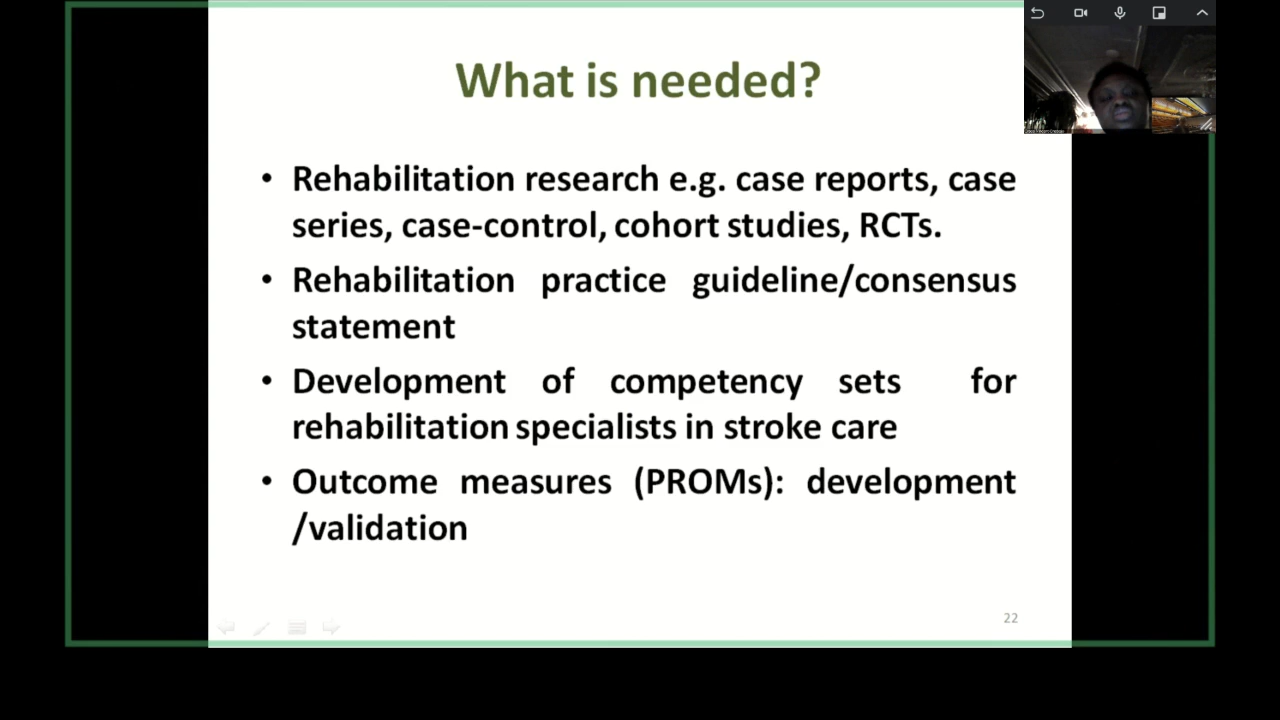 What is needed?
• Rehabilitation research e.g. case reports, case
series, case-control, cohort studies, RCTs.
• Rehabilitation practice guideline/consensus
statement
• Development of competency sets for
rehabilitation specialists in stroke care
• Outcome measures (PROMs): development
/validation
22